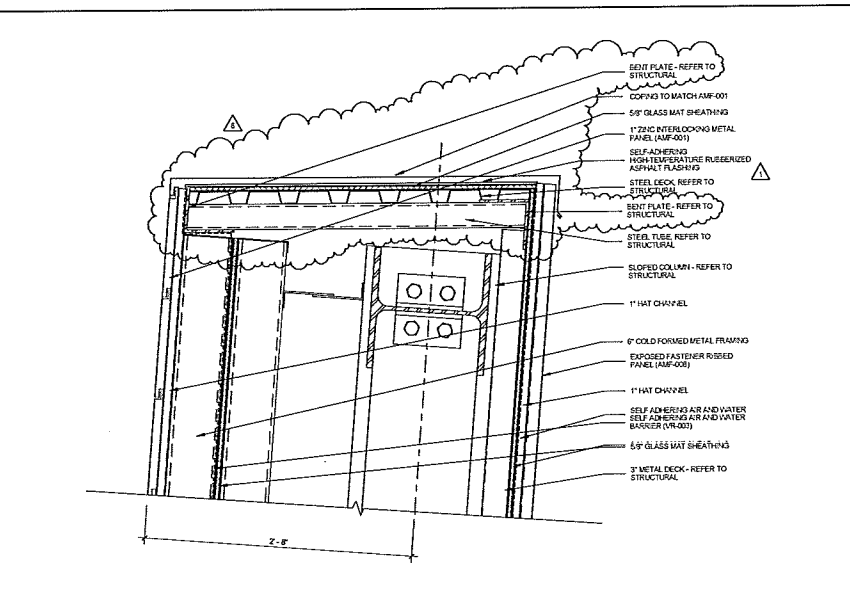 BENT PLATE - REFER TO
STRUCTURAL
COPING TO MATCH AMF-001
5/8" GLASS MAT SHEATHING
1" ZINC INTERLOCKING METAL
PANEL (AMF-001)
SELF-ADHERING
HIGH-TEMPERATURE RUBBERIZED
ASPHALT FLASHING
STEEL DECK, REFER TO
STRUCTURAL
BENT PLATE - REFER TO
STRUCTURAL
STEEL TUBE, REFER TO
STRUCTURAL
SLOPED COLUMN - REFER TO
STRUCTURAL
1" HAT CHANNEL
6" COLD FORMED METAL FRAMING
EXPOSED FASTENER RIBBED
PANEL (AMF-008)
1" HAT CHANNEL
SELF ADHERING AIR AND WATER
SELF ADHERING AIR AND WATER
BARRIER (VR-003)
5/8" GLASS MAT SHEATHING
3" METAL DECK - REFER TO
STRUCTURAL
1
2' - 8"